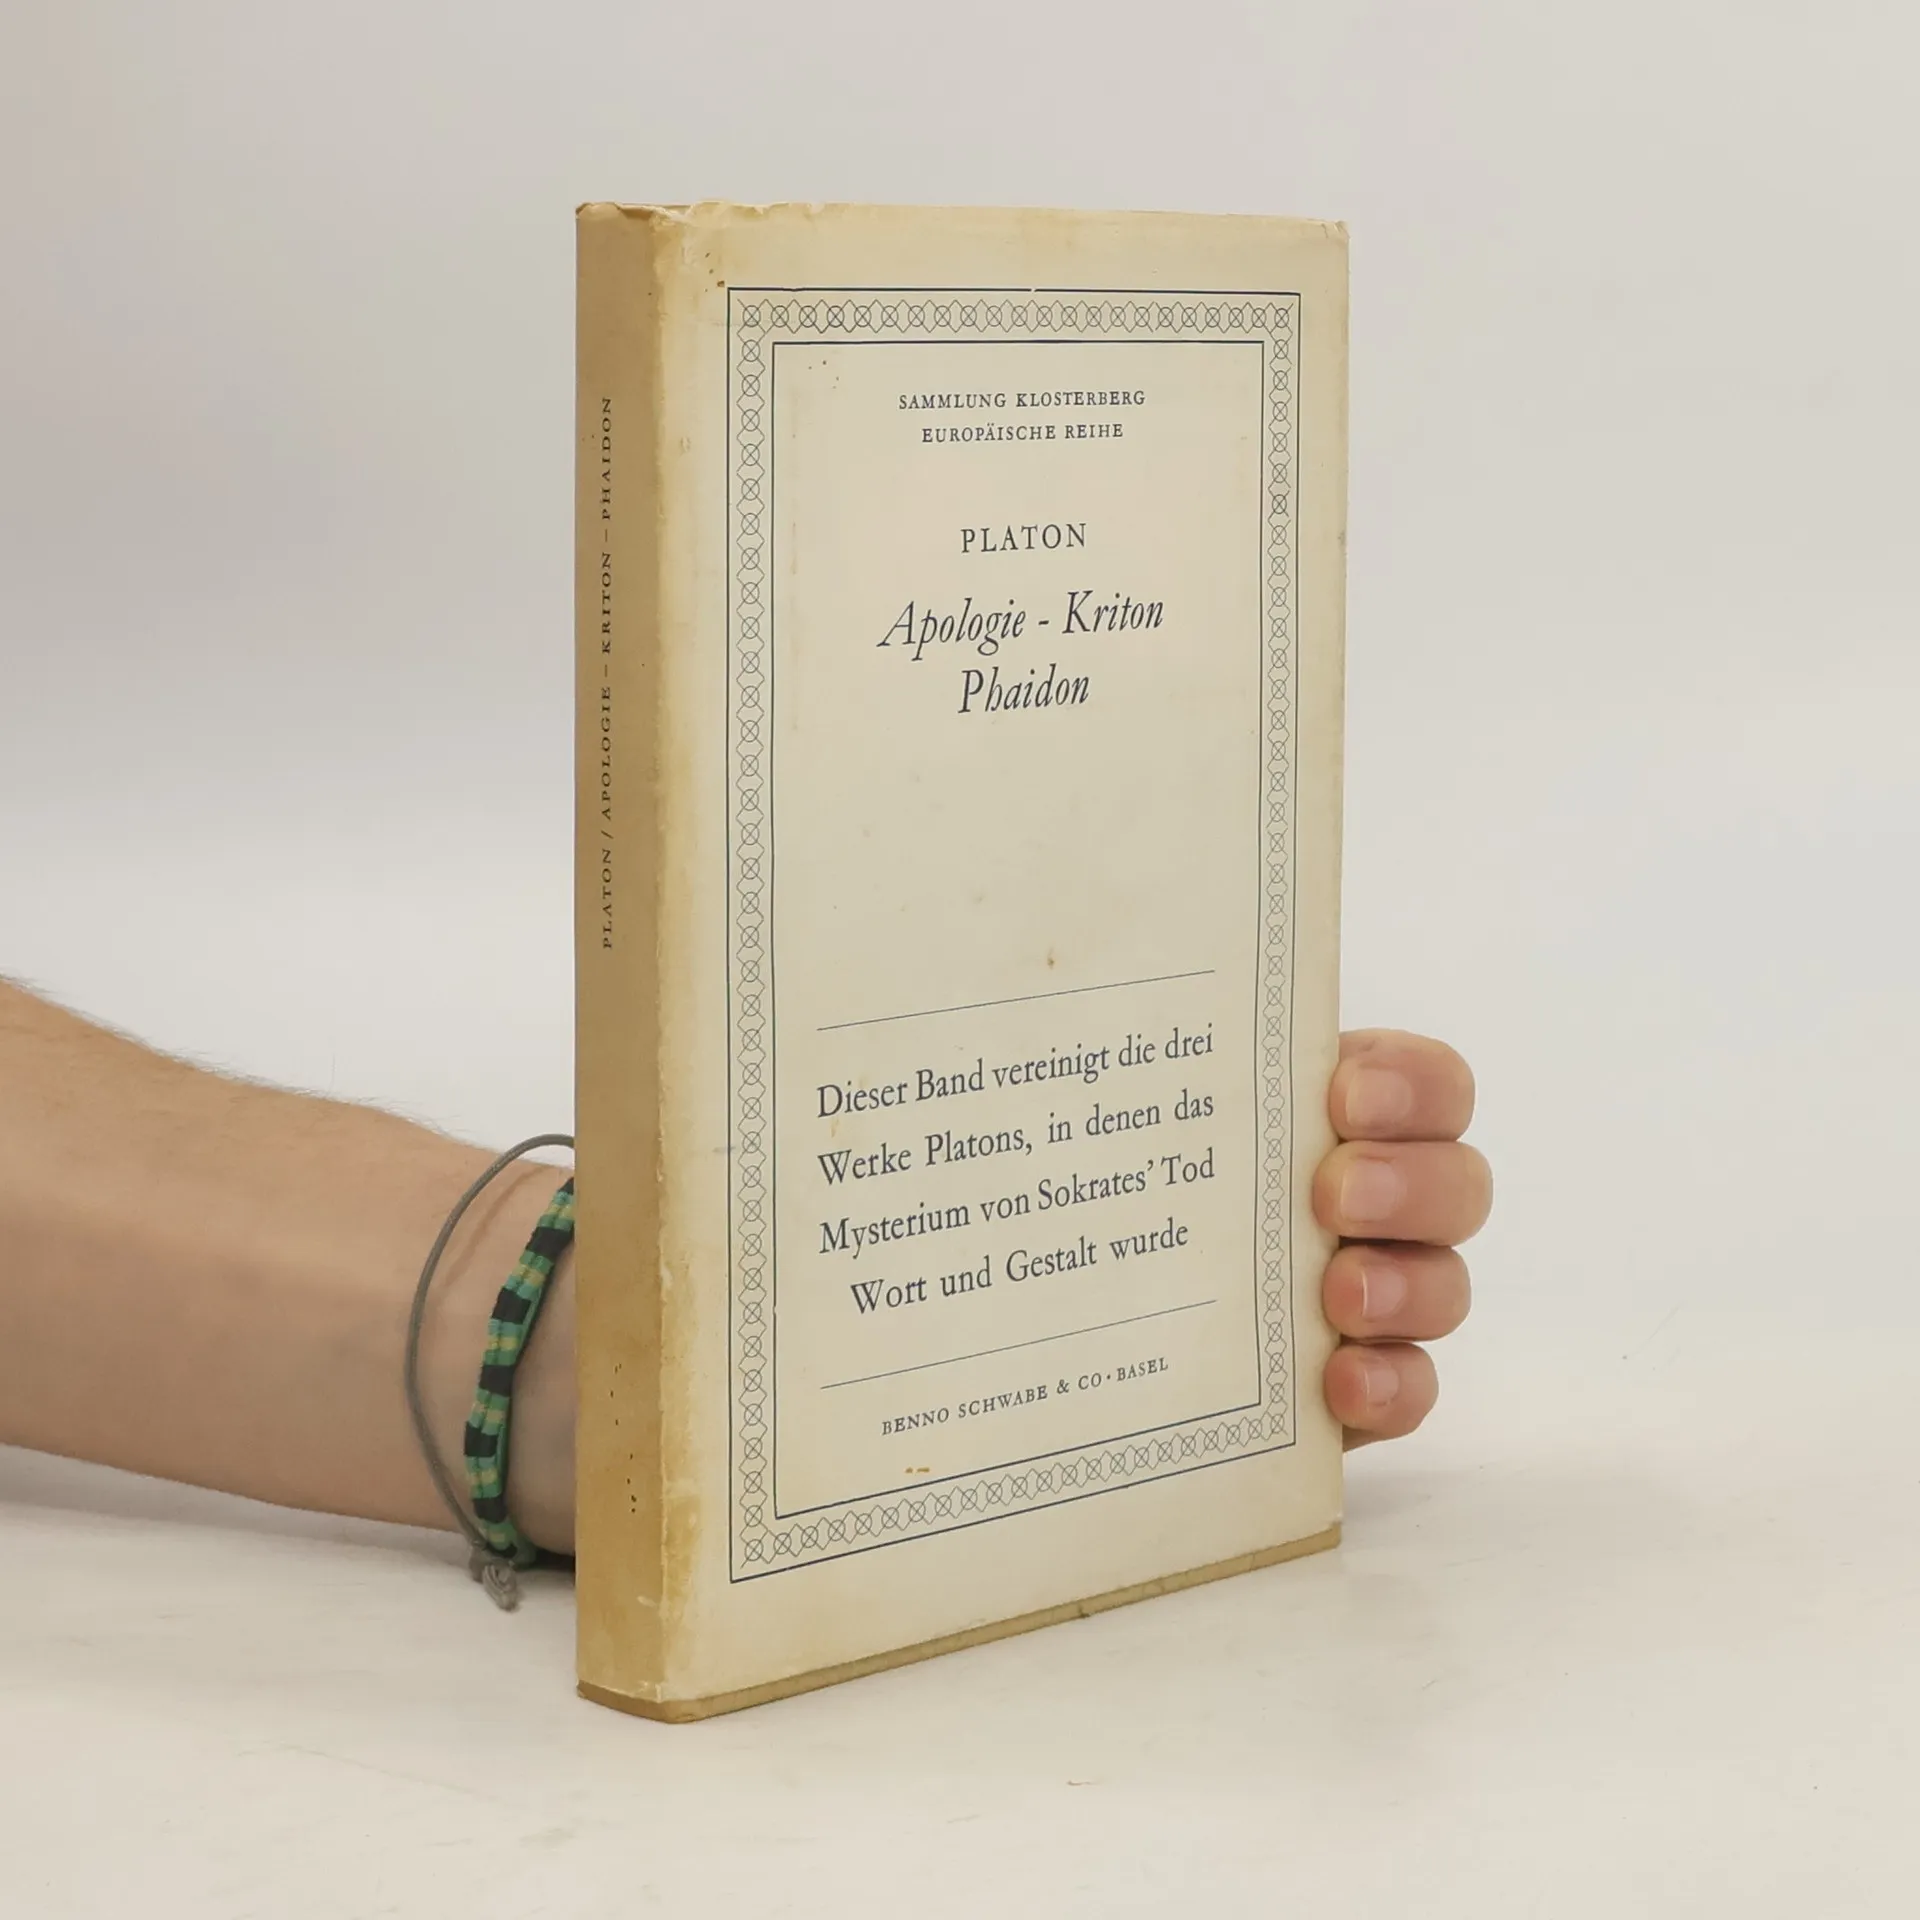 PLATON / APOLOGIE – KRITON – PHAIDON
SAMMLUNG KLOSTERBERG
EUROPÄISCHE REIHE
PLATON
Apologie - Kriton
Phaidon
Dieser Band vereinigt die drei
Werke Platons, in denen das
Mysterium von Sokrates’ Tod
Wort und Gestalt wurde
BENNO SCHWABE & CO · BASEL